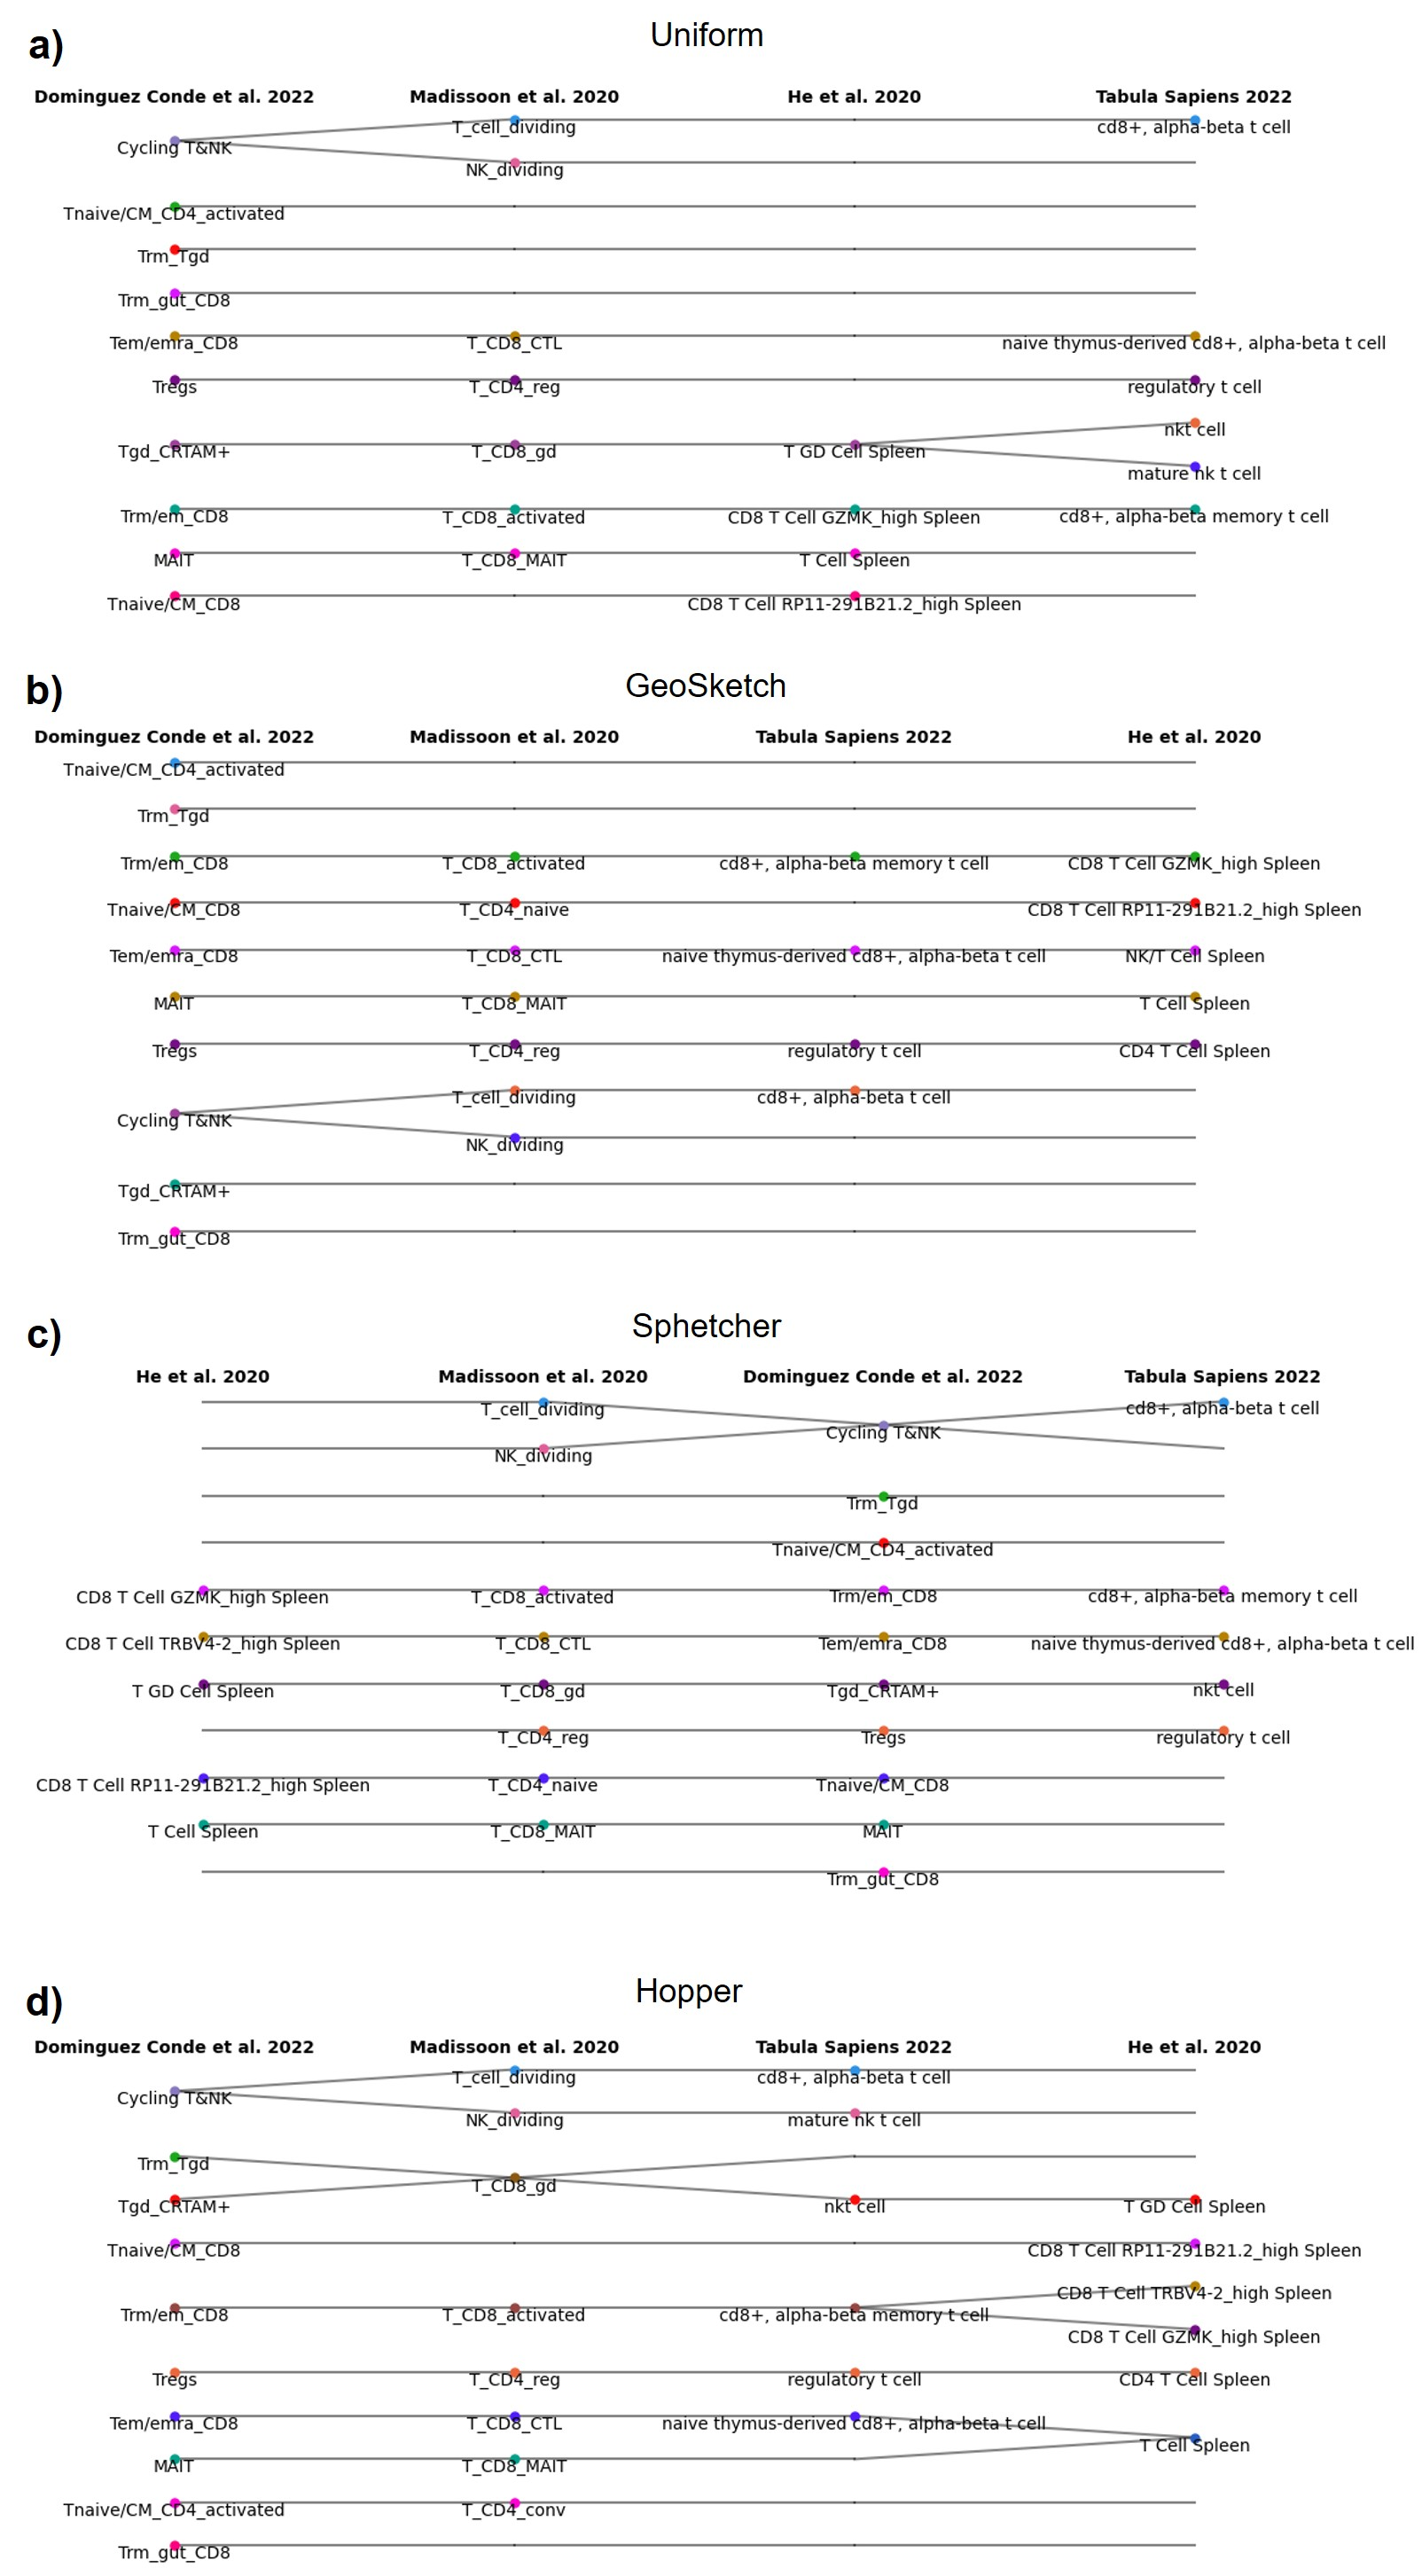 a)
Uniform
Dominguez Conde et al. 2022 Madissoon et al. 2020 He et al. 2020 Tabula Sapiens 2022
T_cell_dividing cd8+, alpha-beta t cell
Cycling T&NK
NK_dividing
Tnaive/CM_CD4_activated
Trm_Tgd
Trm_gut_CD8
Tem/emra_CD8 T_CD8_CTL naive thymus-derived cd8+, alpha-beta t cell
Tregs T_CD4_reg regulatory t cell
nkt cell
Tgd_CRTAM+ T_CD8_gd T GD Cell Spleen
mature nk t cell
Trm/em_CD8 T_CD8_activated CD8 T Cell GZMK_high Spleen cd8+, alpha-beta memory t cell
MAIT T_CD8_MAIT T Cell Spleen
Tnaive/CM_CD8 CD8 T Cell RP11-291B21.2_high Spleen
b)
GeoSketch
Dominguez Conde et al. 2022 Madissoon et al. 2020 Tabula Sapiens 2022 He et al. 2020
Tnaive/CM_CD4_activated
Trm_Tgd
Trm/em_CD8 T_CD8_activated cd8+, alpha-beta memory t cell CD8 T Cell GZMK_high Spleen
Tnaive/CM_CD8 T_CD4_naive CD8 T Cell RP11-291B21.2_high Spleen
Tem/emra_CD8 T_CD8_CTL naive thymus-derived cd8+, alpha-beta t cell NK/T Cell Spleen
MAIT T_CD8_MAIT T Cell Spleen
Tregs T_CD4_reg regulatory t cell CD4 T Cell Spleen
T_cell_dividing cd8+, alpha-beta t cell
Cycling T&NK
NK_dividing
Tgd_CRTAM+
Trm_gut_CD8
c)
Sphetcher
He et al. 2020 Madissoon et al. 2020 Dominguez Conde et al. 2022 Tabula Sapiens 2022
T_cell_dividing cd8+, alpha-beta t cell
Cycling T&NK
NK_dividing
Trm_Tgd
Tnaive/CM_CD4_activated
CD8 T Cell GZMK_high Spleen T_CD8_activated Trm/em_CD8 cd8+, alpha-beta memory t cell
CD8 T Cell TRBV4-2_high Spleen T_CD8_CTL Tem/emra_CD8 naive thymus-derived cd8+, alpha-beta t cell
T GD Cell Spleen T_CD8_gd Tgd_CRTAM+ nkt cell
T_CD4_reg Tregs regulatory t cell
CD8 T Cell RP11-291B21.2_high Spleen T_CD4_naive Tnaive/CM_CD8
T Cell Spleen T_CD8_MAIT MAIT
Trm_gut_CD8
d)
Hopper
Dominguez Conde et al. 2022 Madissoon et al. 2020 Tabula Sapiens 2022 He et al. 2020
T_cell_dividing cd8+, alpha-beta t cell
Cycling T&NK
NK_dividing mature nk t cell
Trm_Tgd
T_CD8_gd
Tgd_CRTAM+ nkt cell T GD Cell Spleen
Tnaive/CM_CD8 CD8 T Cell RP11-291B21.2_high Spleen
CD8 T Cell TRBV4-2_high Spleen
Trm/em_CD8 T_CD8_activated cd8+, alpha-beta memory t cell
CD8 T Cell GZMK_high Spleen
Tregs T_CD4_reg regulatory t cell CD4 T Cell Spleen
Tem/emra_CD8 T_CD8_CTL naive thymus-derived cd8+, alpha-beta t cell
T Cell Spleen
MAIT T_CD8_MAIT
Tnaive/CM_CD4_activated T_CD4_conv
Trm_gut_CD8